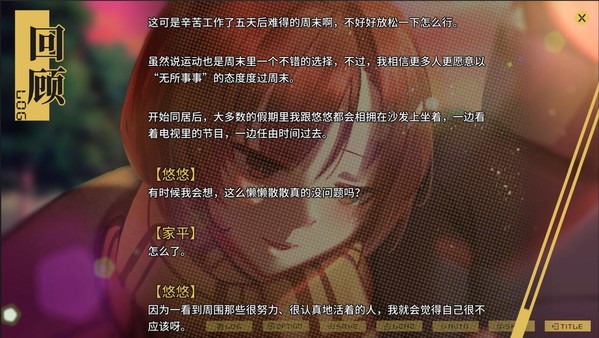 回顾
LOG
这可是辛苦工作了五天后难得的周末啊，不好好放松一下怎么行。
虽然说运动也是周末里一个不错的选择，不过，我相信更多人更愿意以
“无所事事”的态度度过周末。
开始同居后，大多数的假期里我跟悠悠都会相拥在沙发上坐着，一边看
着电视里的节目，一边任由时间过去。
【悠悠】
有时候我会想，这么懒懒散散真的没问题吗？
【家平】
怎么了。
【悠悠】
因为一看到周围那些很努力、很认真地活着的人，我就会觉得自己很不
应该呀。
LOG OPTION SAVE LOAD AUTO TITLE